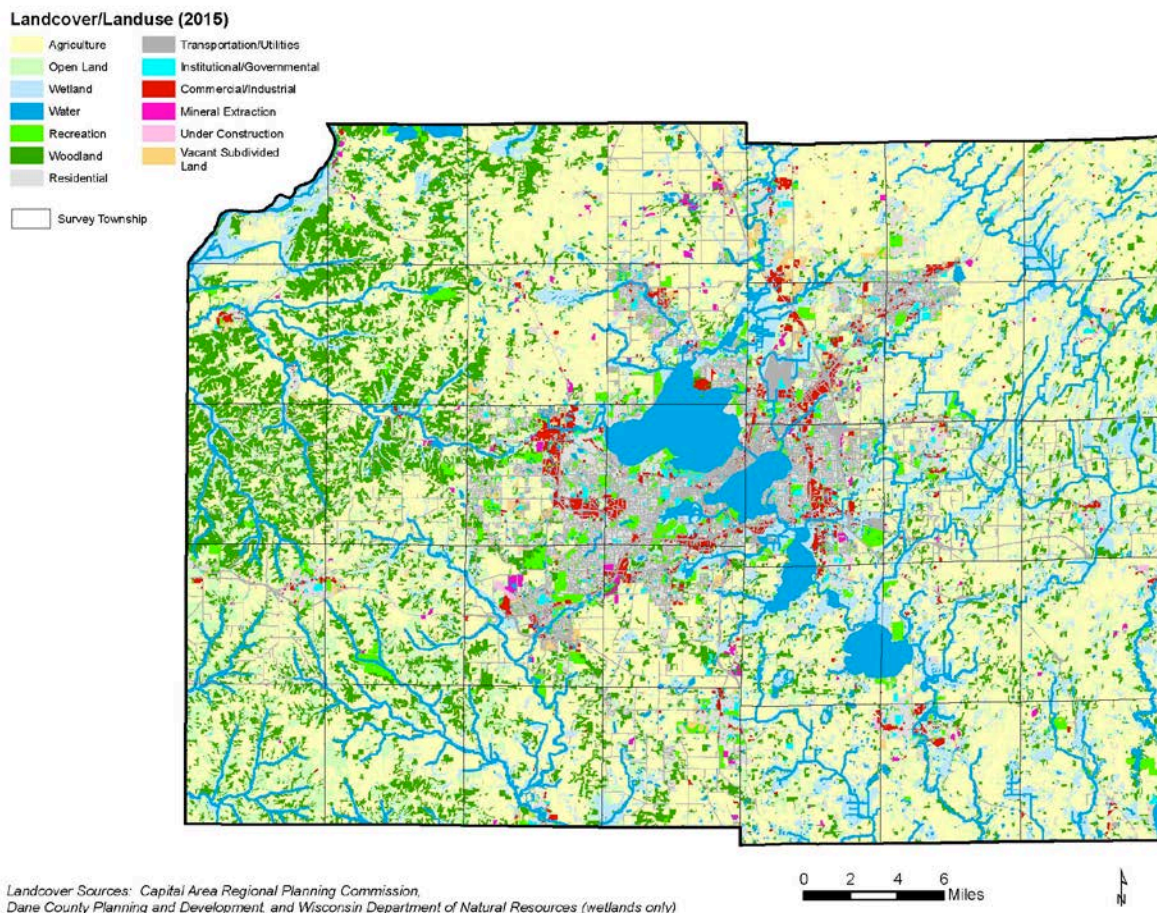 Landcover/Landuse (2015)
Agriculture
Open Land
Wetland
Water
Recreation
Woodland
Residential
Transportation/Utilities
Institutional/Governmental
Commercial/Industrial
Mineral Extraction
Under Construction
Vacant Subdivided
Land
Survey Township
0 2 4 6
Miles
N
Landcover Sources: Capital Area Regional Planning Commission,
Dane County Planning and Development, and Wisconsin Department of Natural Resources (wetlands only)